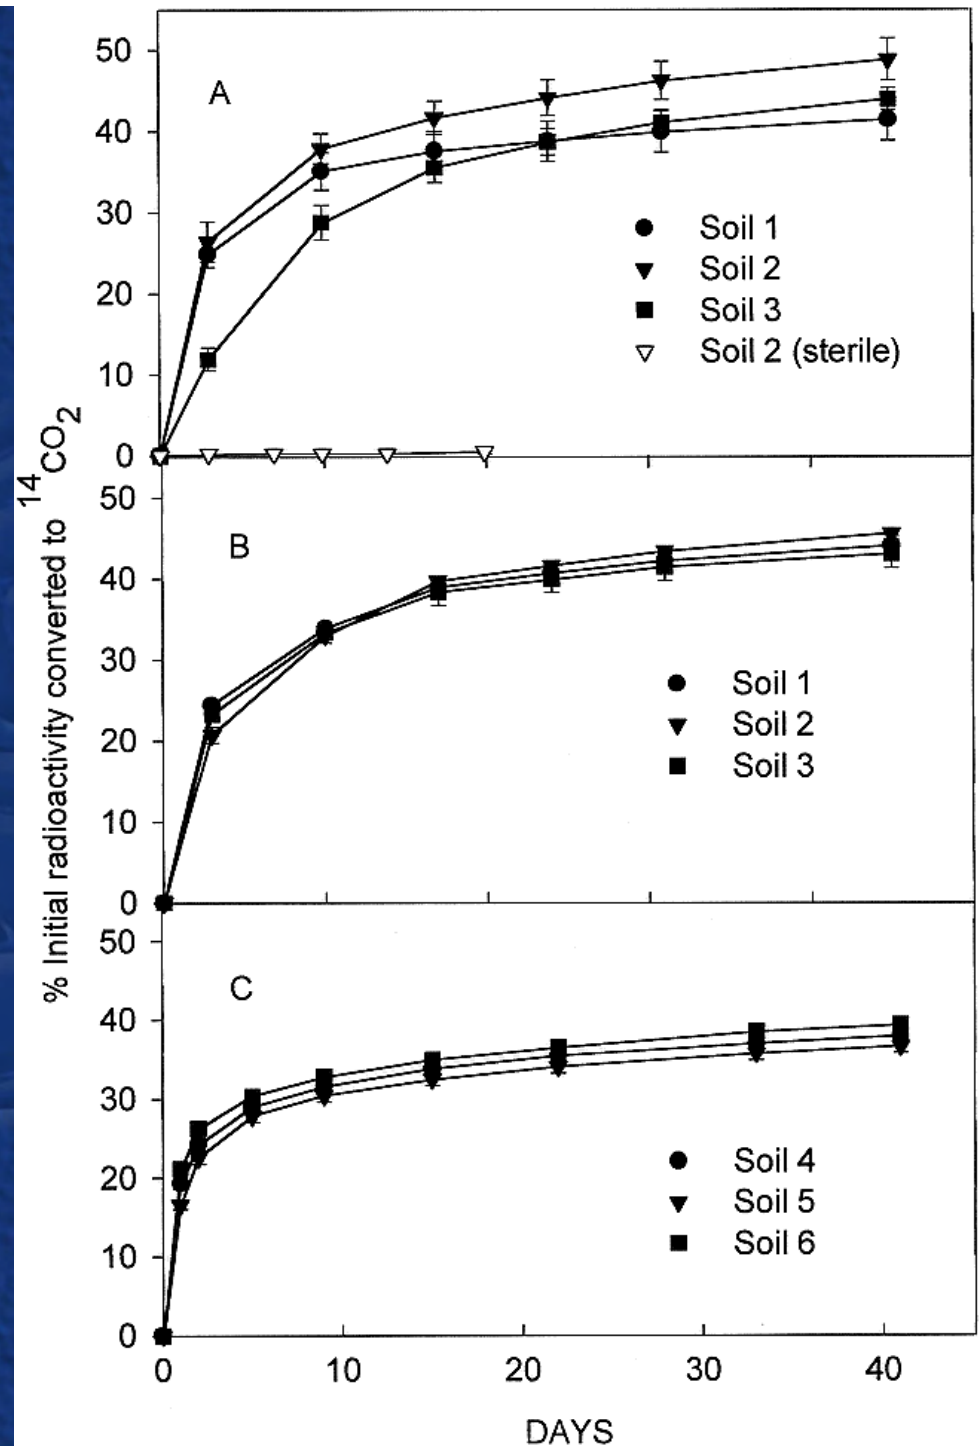 % Initial radioactivity converted to 14CO2
50
40
30
20
10
0
A
Soil 1
Soil 2
Soil 3
Soil 2 (sterile)
50
40
30
20
10
0
B
Soil 1
Soil 2
Soil 3
50
40
30
20
10
0
C
Soil 4
Soil 5
Soil 6
0 10 20 30 40
DAYS